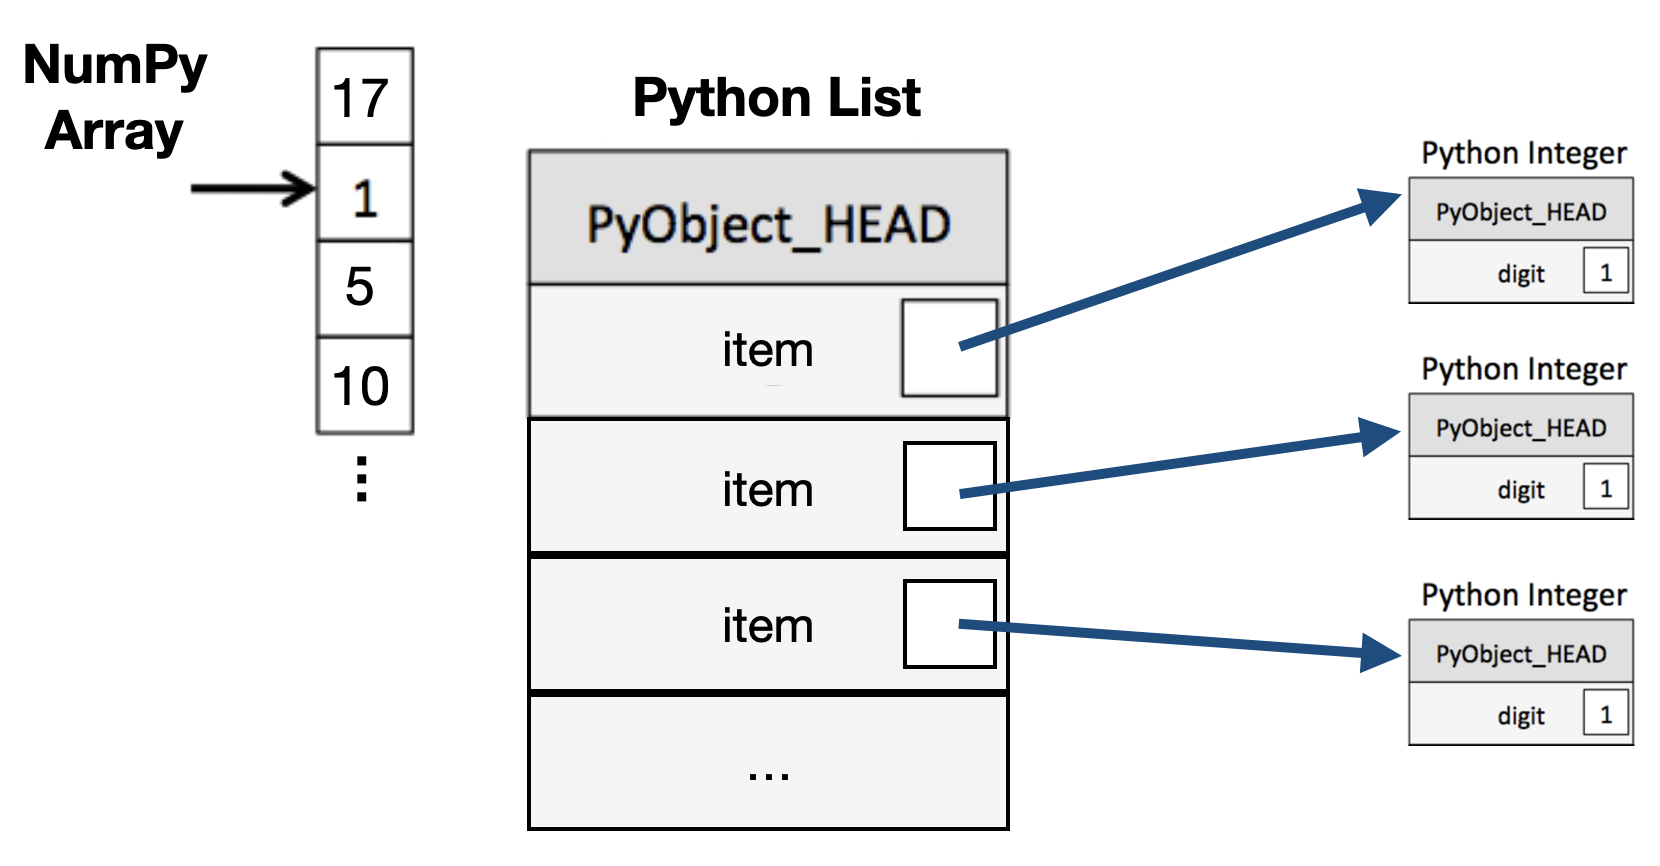 NumPy
Array
17
1
5
10
⋮
Python List
PyObject_HEAD
item
item
item
...
Python Integer
PyObject_HEAD
digit 1
Python Integer
PyObject_HEAD
digit 1
Python Integer
PyObject_HEAD
digit 1